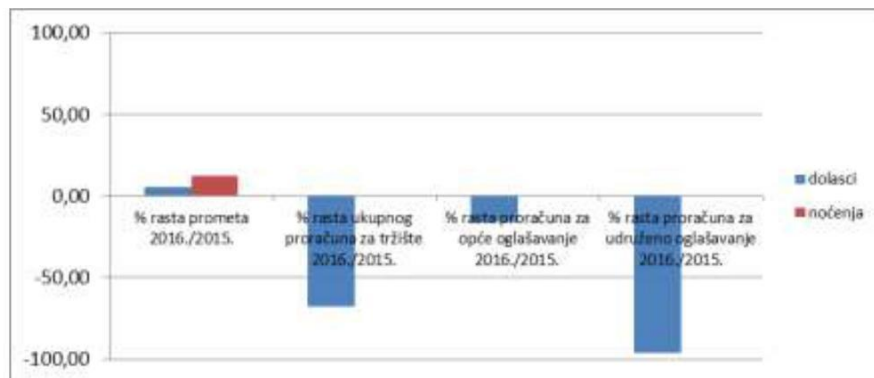 100,00
50,00
0,00
-50,00
-100,00
% rasta prometa
2016./2015.
% rasta ukupnog
proračuna za tržište
2016./2015.
% rasta proračuna za
opće oglašavanje
2016./2015.
% rasta proračuna za
udruženo oglašavanje
2016./2015.
dolasci
noćenja